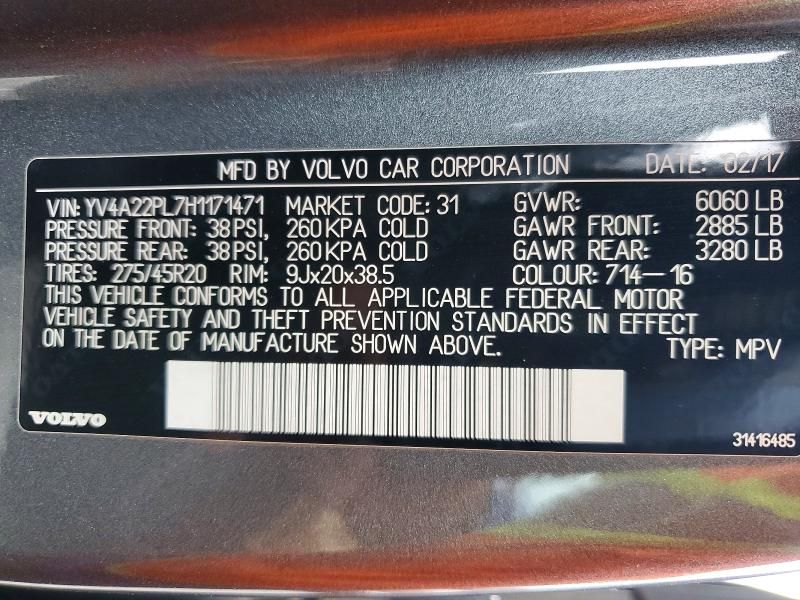 MFD BY VOLVO CAR CORPORATION DATE: 02/17
VIN: YV4A22PL7H1171471 MARKET CODE: 31 GVWR: 6060 LB
PRESSURE FRONT: 38 PSI, 260 KPA COLD GAWR FRONT: 2885 LB
PRESSURE REAR: 38 PSI, 260 KPA COLD GAWR REAR: 3280 LB
TIRES: 275/45R20 RIM: 9Jx20x38.5 COLOUR: 714-16
THIS VEHICLE CONFORMS TO ALL APPLICABLE FEDERAL MOTOR
VEHICLE SAFETY AND THEFT PREVENTION STANDARDS IN EFFECT
ON THE DATE OF MANUFACTURE SHOWN ABOVE. TYPE: MPV
VOLVO
31416485